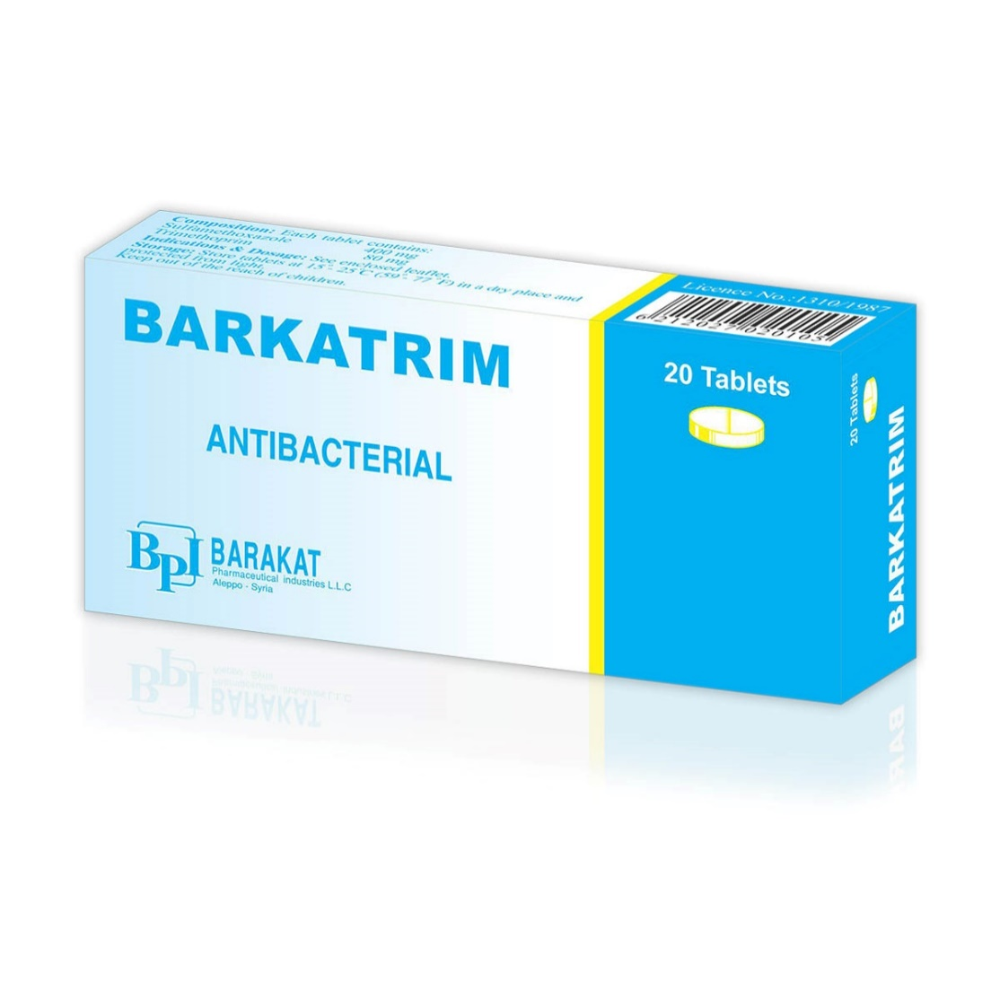 Composition: Each tablet contains:
Sulfamethoxazole 400 mg
Trimethoprim 80 mg
Indications & Dosage: See enclosed leaflet.
Storage: Store tablets at 15°- 25°C (59°- 77°F) in a dry place and
protected from light.
Keep out of the reach of children.
Licence No.:1310/1987
6212027020105
BARKATRIM
ANTIBACTERIAL
BPI BARAKAT
Pharmaceutical industries L.L.C
Aleppo - Syria
20 Tablets
20 Tablets
BARKATRIM